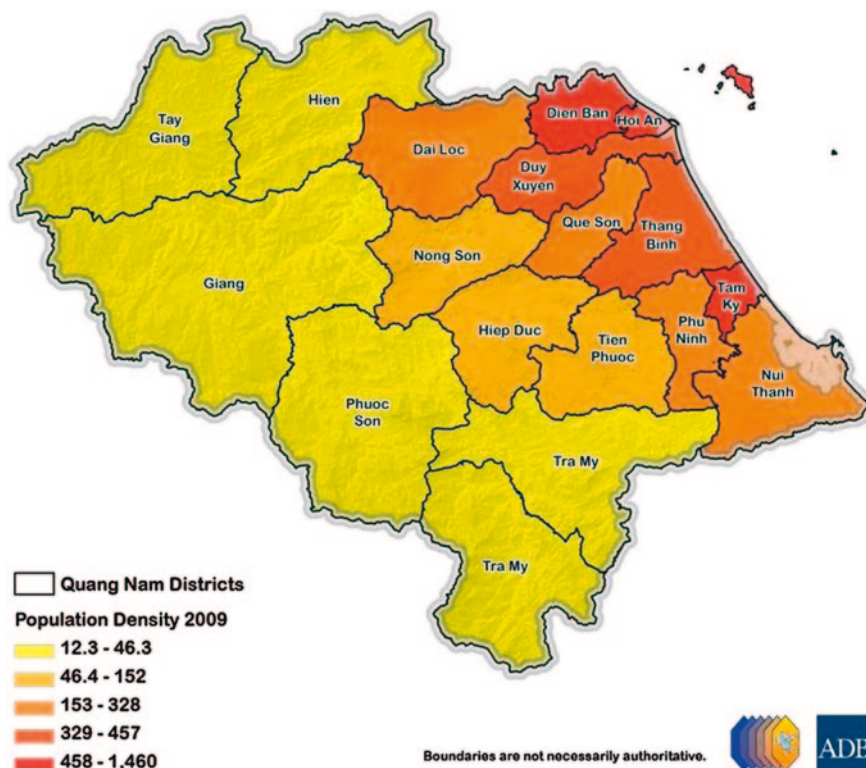 Tay
Giang
Hien
Dai Loc
Dien Ban
Hoi An
Duy
Xuyen
Que Son
Thang
Binh
Giang
Nong Son
Hiep Duc
Tien
Phuoc
Phu
Ninh
Tam
Ky
Nui
Thanh
Phuoc
Son
Tra My
Tra My
Quang Nam Districts
Population Density 2009
12.3 - 46.3
46.4 - 152
153 - 328
329 - 457
458 - 1,460
Boundaries are not necessarily authoritative.
ADB